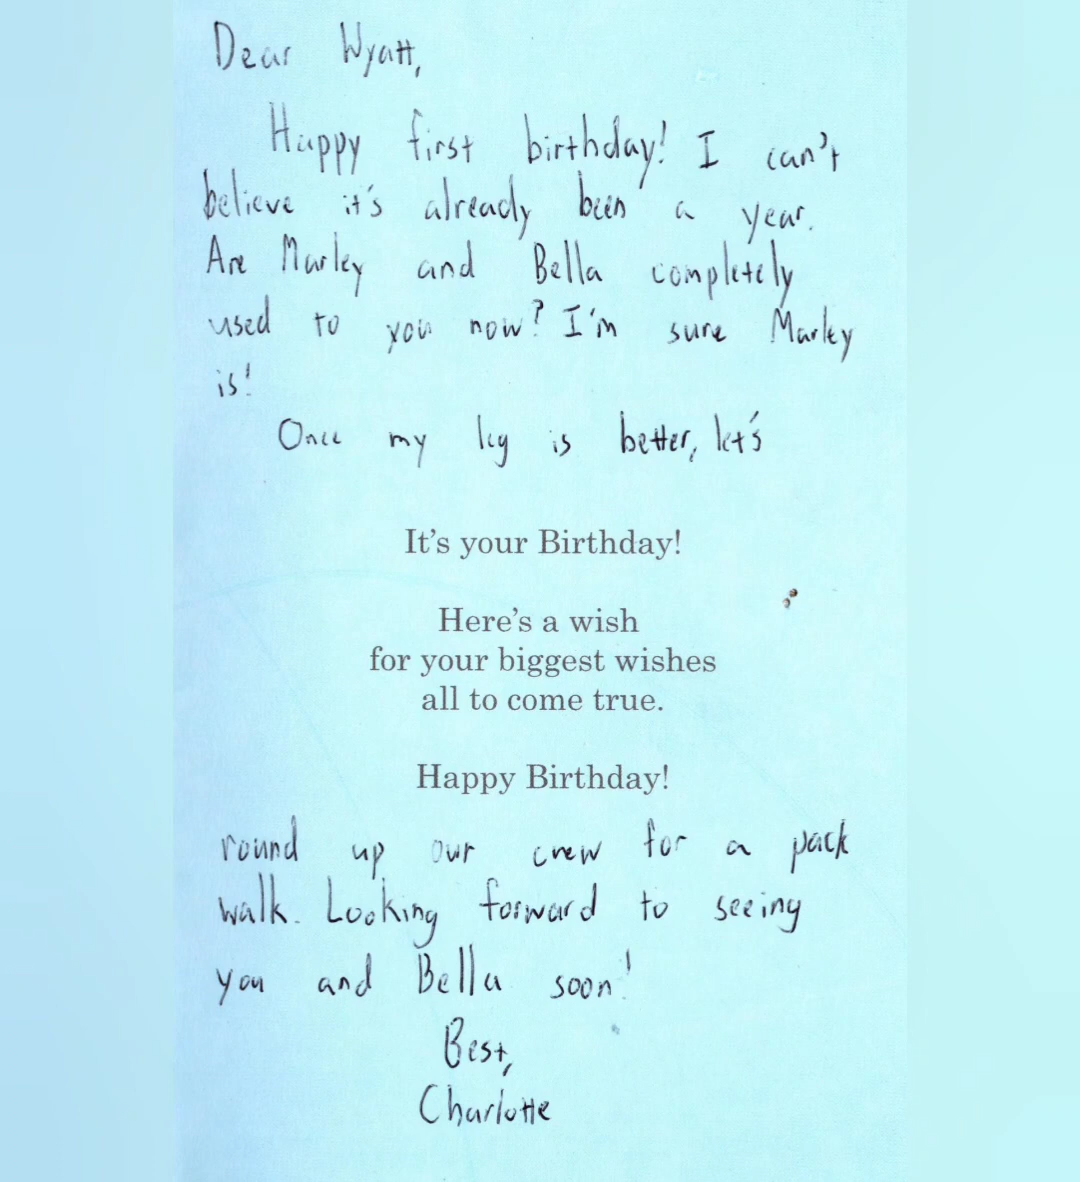 Dear Wyatt,
Happy first birthday! I can't
believe it's already been a year.
Are Marley and Bella completely
used to you now? I'm sure Marley
is!
Once my leg is better, let's
It's your Birthday!
Here's a wish
for your biggest wishes
all to come true.
Happy Birthday!
round up our crew for a pack
walk. Looking forward to seeing
you and Bella soon!
Best,
Charlotte